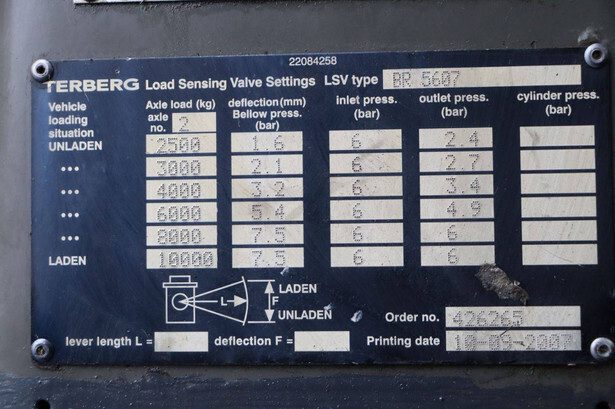 22084258
TERBERG Load Sensing Valve Settings LSV type BR 5607
Vehicle Axle load (kg) deflection(mm) inlet press. outlet press. cylinder press.
loading axle Bellow press. (bar) (bar) (bar)
situation no. 2 (bar)
UNLADEN 2500 1.6 6 2.4
••• 3000 2.1 6 2.7
••• 4000 3.2 6 3.4
••• 6000 5.4 6 4.9
••• 8000 7.5 6 6
LADEN 10000 7.5 6 6
L F LADEN
UNLADEN
Order no. 426265
lever length L = deflection F = Printing date 10-09-2007